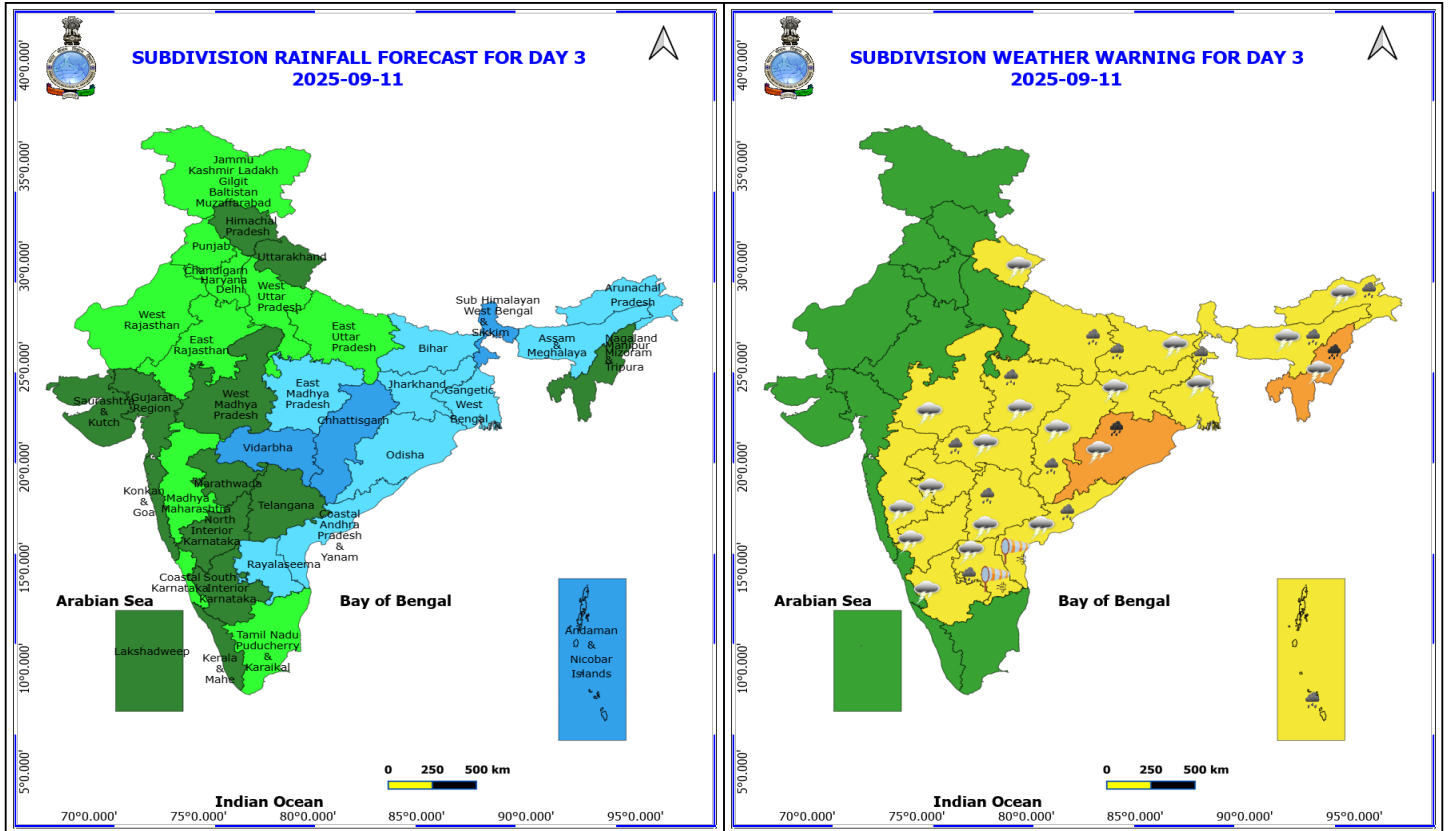 SUBDIVISION RAINFALL FORECAST FOR DAY 3
2025-09-11
40°0.000'
35°0.000'
30°0.000'
25°0.000'
20°0.000'
15°0.000'
10°0.000'
5°0.000'
Jammu
Kashmir Ladakh
Gilgit
Baltistan
Muzaffarabad
Himachal
Pradesh
Punjab
Uttarakhand
Chandigarh
Haryana
Delhi
West
Uttar
Pradesh
West
Rajasthan
East
Rajasthan
East
Uttar
Pradesh
Sub Himalayan
West Bengal
&
Sikkim
Arunachal
Pradesh
Assam
&
Meghalaya
Nagaland
Manipur
Mizoram
&
Tripura
Bihar
Jharkhand
Gangetic
West
Bengal
East
Madhya
Pradesh
West
Madhya
Pradesh
Gujarat
Region
Saurashtra
&
Kutch
Chhattisgarh
Vidarbha
Odisha
Konkan
&
Goa
Madhya
Maharashtra
Marathwada
Telangana
North
Interior
Karnataka
Coastal
Andhra
Pradesh
&
Yanam
Rayalaseema
Coastal
Karnataka
South
Interior
Karnataka
Arabian Sea
Bay of Bengal
Lakshadweep
Kerala
&
Mahe
Tamil Nadu
Puducherry
&
Karaikal
Andaman
&
Nicobar
Islands
0 250 500 km
Indian Ocean
70°0.000' 75°0.000' 80°0.000' 85°0.000' 90°0.000' 95°0.000'
SUBDIVISION WEATHER WARNING FOR DAY 3
2025-09-11
40°0.000'
35°0.000'
30°0.000'
25°0.000'
20°0.000'
15°0.000'
10°0.000'
5°0.000'
Arabian Sea
Bay of Bengal
0 250 500 km
Indian Ocean
70°0.000' 75°0.000' 80°0.000' 85°0.000' 90°0.000' 95°0.000'